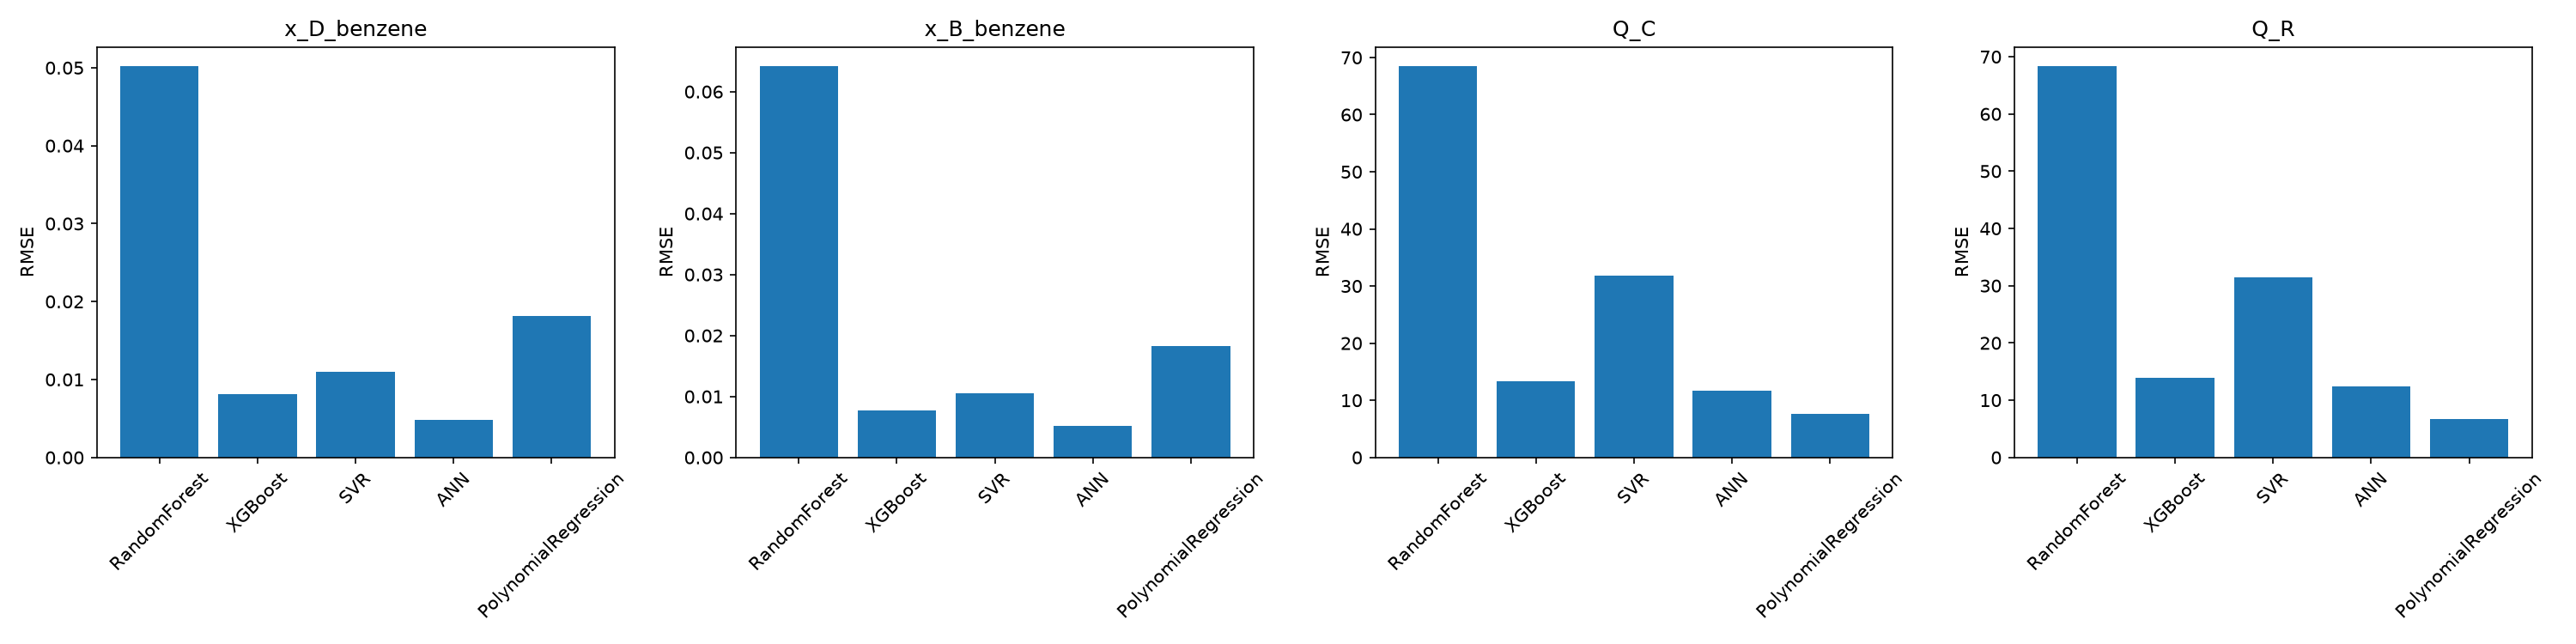 x_D_benzene
RMSE
0.05
0.04
0.03
0.02
0.01
0.00
RandomForest
XGBoost
SVR
ANN
PolynomialRegression
x_B_benzene
RMSE
0.06
0.05
0.04
0.03
0.02
0.01
0.00
RandomForest
XGBoost
SVR
ANN
PolynomialRegression
Q_C
RMSE
70
60
50
40
30
20
10
0
RandomForest
XGBoost
SVR
ANN
PolynomialRegression
Q_R
RMSE
70
60
50
40
30
20
10
0
RandomForest
XGBoost
SVR
ANN
PolynomialRegression